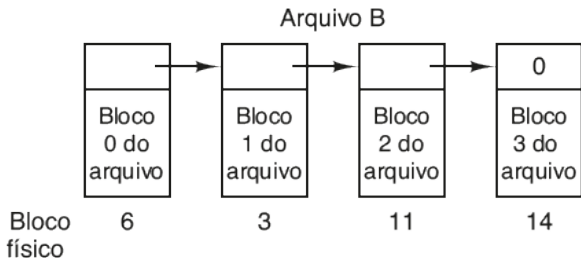 Arquivo B
0
Bloco
0 do
arquivo
Bloco
1 do
arquivo
Bloco
2 do
arquivo
Bloco
3 do
arquivo
Bloco
físico
6
3
11
14